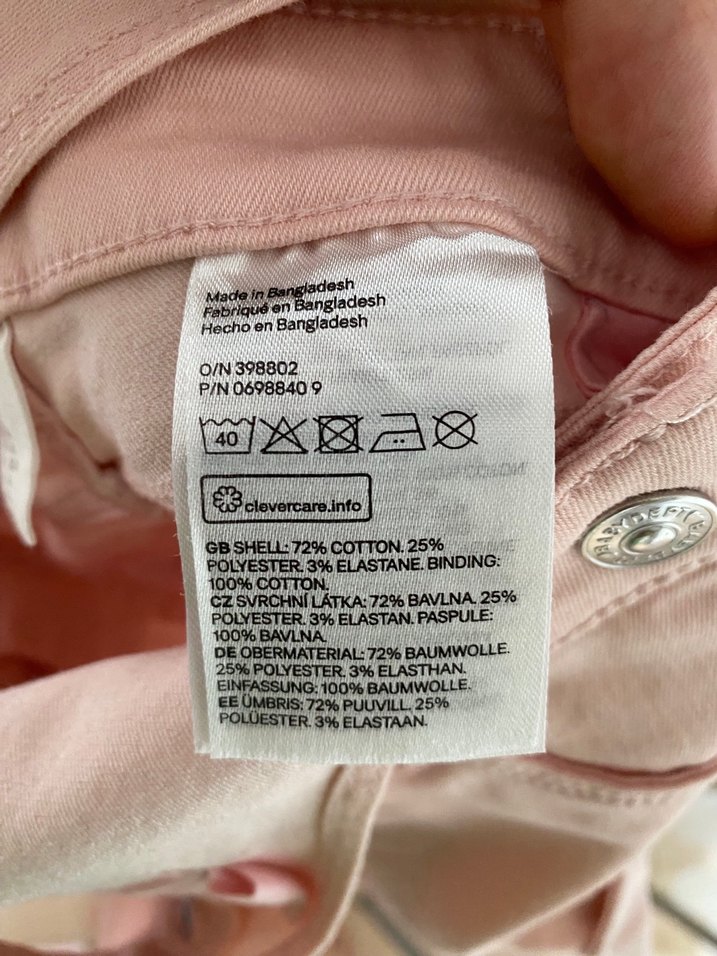 Made in Bangladesh
Fabriqué en Bangladesh
Hecho en Bangladesh
O/N 398802
P/N 0698840 9
40
clevercare.info
GB SHELL: 72% COTTON. 25%
POLYESTER. 3% ELASTANE. BINDING:
100% COTTON.
CZ SVRCHNÍ LÁTKA: 72% BAVLNA. 25%
POLYESTER. 3% ELASTAN. PASPULE:
100% BAVLNA.
DE OBERMATERIAL: 72% BAUMWOLLE.
25% POLYESTER. 3% ELASTHAN.
EINFASSUNG: 100% BAUMWOLLE.
EE ÜMBRIS: 72% PUUVILL. 25%
POLÜESTER. 3% ELASTAAN.